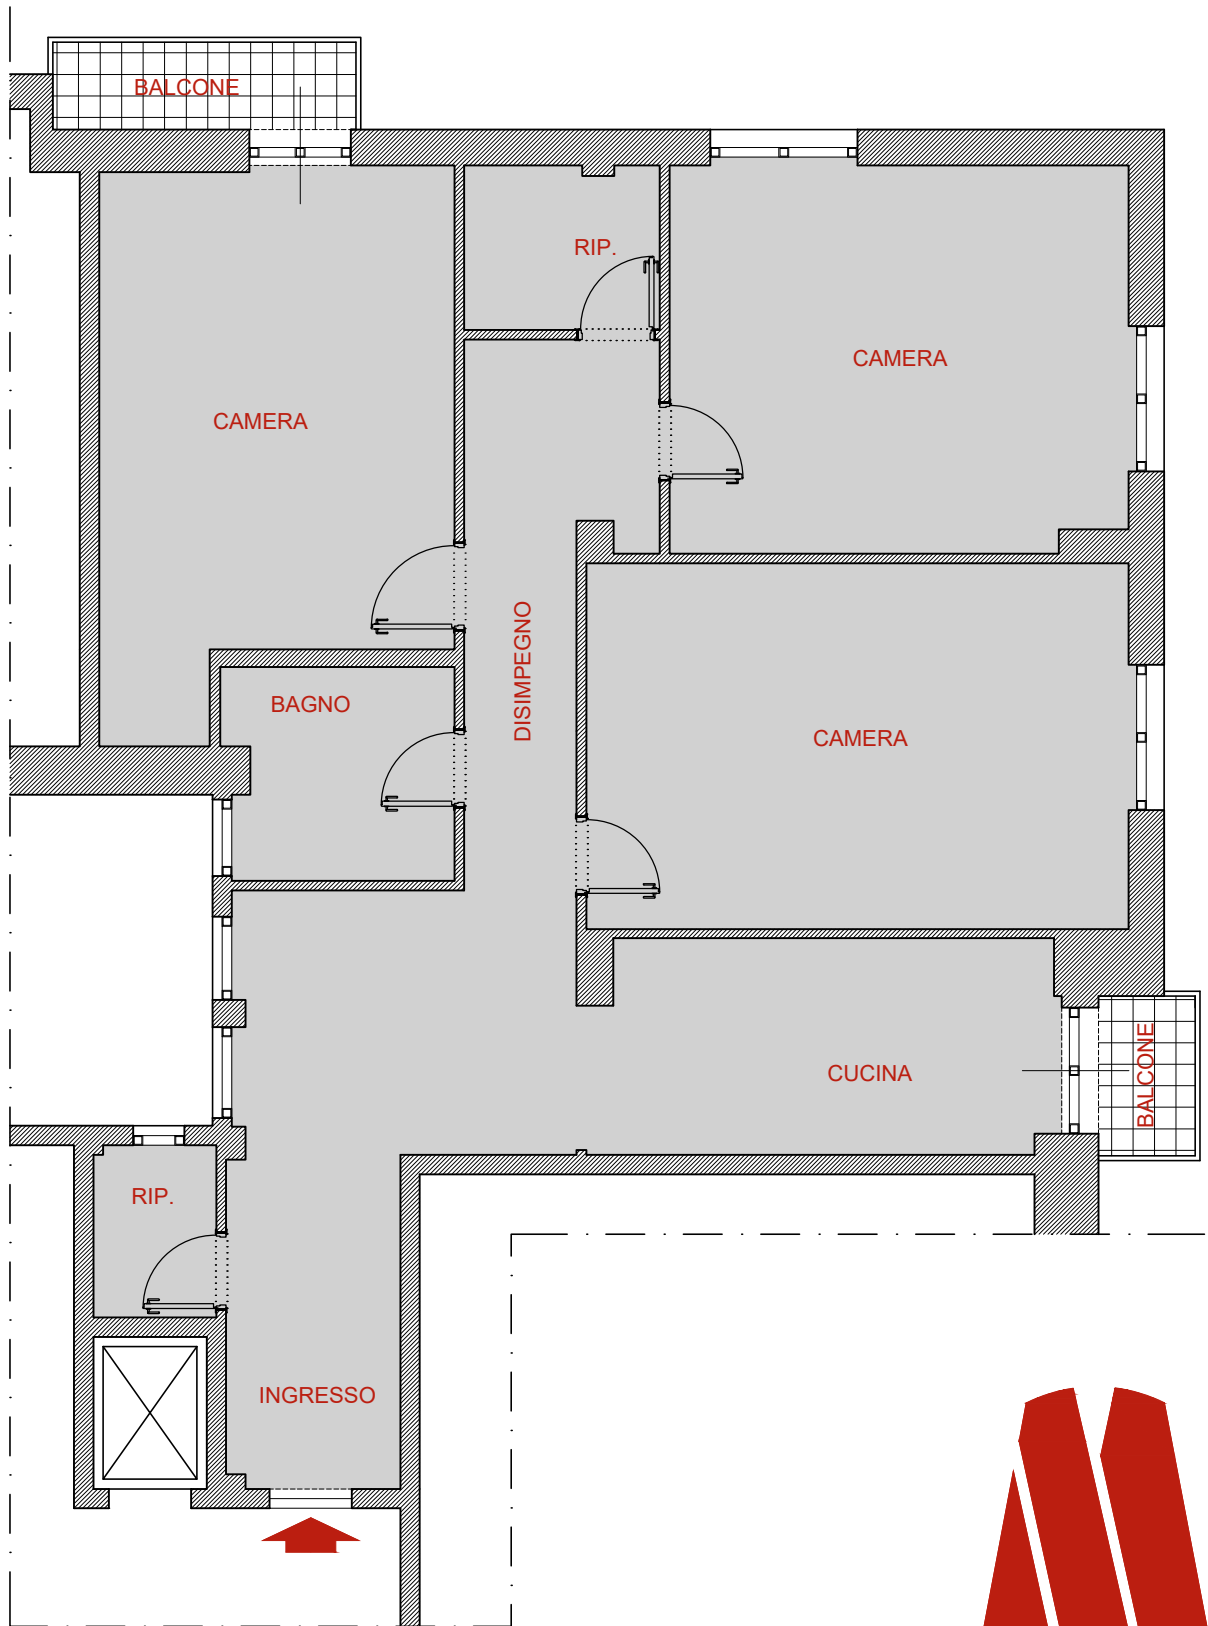 BALCONE
RIP.
CAMERA
CAMERA
DISIMPEGNO
BAGNO
CAMERA
CUCINA
BALCONE
RIP.
INGRESSO